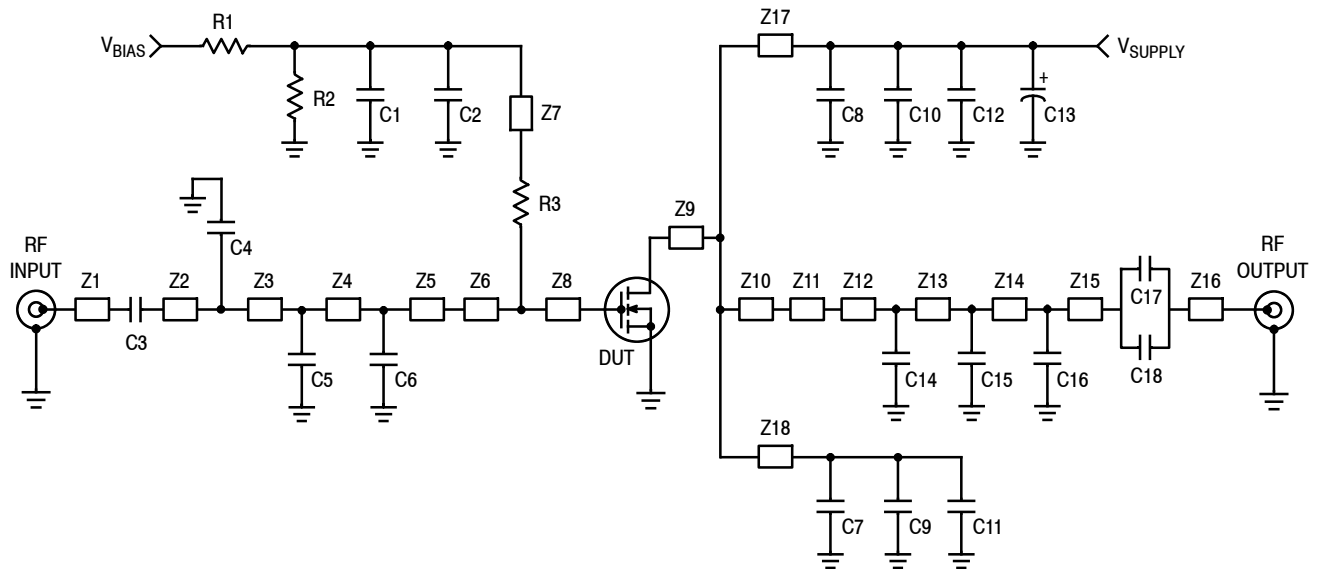 R1
Z17
V_BIAS
V_SUPPLY
R2
C1
C2
Z7
C8
C10
C12
+
C13
R3
Z9
C4
RF
INPUT
RF
OUTPUT
Z1
Z2
Z3
Z4
Z5
Z6
Z8
Z10
Z11
Z12
Z13
Z14
Z15
C17
Z16
C3
DUT
C5
C6
C14
C15
C16
C18
Z18
C7
C9
C11